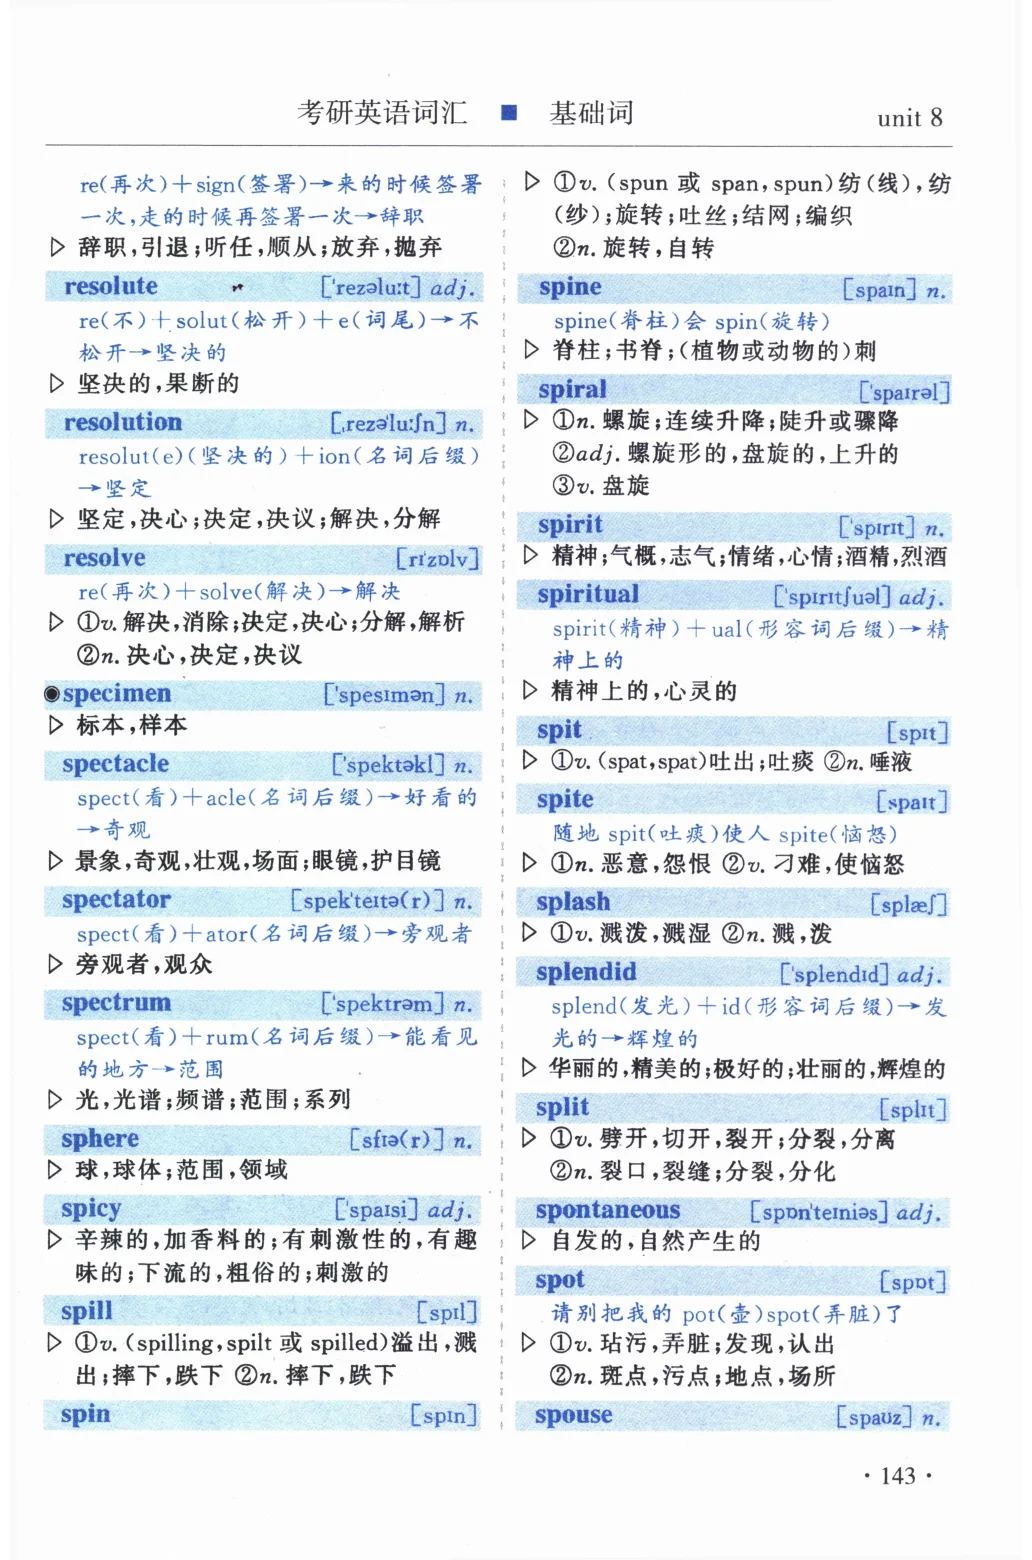 考研英语词汇 ■ 基础词 unit 8
re(再次)＋sign(签署)→来的时候签署
一次,走的时候再签署一次→辞职
▷ 辞职,引退;听任,顺从;放弃,抛弃
resolute ['rezəlu:t] adj.
re(不)＋solut(松开)＋e(词尾)→不
松开→坚决的
▷ 坚决的,果断的
resolution [ˌrezə'lu:ʃn] n.
resolut(e)(坚决的)＋ion(名词后缀)
→坚定
▷ 坚定,决心;决定,决议;解决,分解
resolve [rɪ'zɒlv]
re(再次)＋solve(解决)→解决
▷ ①v. 解决,消除;决定,决心;分解,解析
②n. 决心,决定,决议
◉specimen ['spesɪmən] n.
▷ 标本,样本
spectacle ['spektəkl] n.
spect(看)＋acle(名词后缀)→好看的
→奇观
▷ 景象,奇观,壮观,场面;眼镜,护目镜
spectator [spek'teɪtə(r)] n.
spect(看)＋ator(名词后缀)→旁观者
▷ 旁观者,观众
spectrum ['spektrəm] n.
spect(看)＋rum(名词后缀)→能看见
的地方→范围
▷ 光,光谱;频谱;范围;系列
sphere [sfɪə(r)] n.
▷ 球,球体;范围,领域
spicy ['spaɪsi] adj.
▷ 辛辣的,加香料的;有刺激性的,有趣
味的;下流的,粗俗的;刺激的
spill [spɪl]
▷ ①v. (spilling,spilt 或 spilled)溢出,溅
出;摔下,跌下 ②n. 摔下,跌下
spin [spɪn]
▷ ①v. (spun 或 span,spun)纺(线),纺
(纱);旋转;吐丝;结网;编织
②n. 旋转,自转
spine [spaɪn] n.
spine(脊柱)会 spin(旋转)
▷ 脊柱;书脊;(植物或动物的)刺
spiral ['spaɪrəl]
▷ ①n. 螺旋;连续升降;陡升或骤降
②adj. 螺旋形的,盘旋的,上升的
③v. 盘旋
spirit ['spɪrɪt] n.
▷ 精神;气概,志气;情绪,心情;酒精,烈酒
spiritual ['spɪrɪtʃuəl] adj.
spirit(精神)＋ual(形容词后缀)→精
神上的
▷ 精神上的,心灵的
spit [spɪt]
▷ ①v. (spat,spat)吐出;吐痰 ②n. 唾液
spite [spaɪt]
随地 spit(吐痰)使人 spite(恼怒)
▷ ①n. 恶意,怨恨 ②v. 刁难,使恼怒
splash [splæʃ]
▷ ①v. 溅泼,溅湿 ②n. 溅,泼
splendid ['splendɪd] adj.
splend(发光)＋id(形容词后缀)→发
光的→辉煌的
▷ 华丽的,精美的;极好的;壮丽的,辉煌的
split [splɪt]
▷ ①v. 劈开,切开,裂开;分裂,分离
②n. 裂口,裂缝;分裂,分化
spontaneous [spɒn'teɪniəs] adj.
▷ 自发的,自然产生的
spot [spɒt]
请别把我的 pot(壶)spot(弄脏)了
▷ ①v. 玷污,弄脏;发现,认出
②n. 斑点,污点;地点,场所
spouse [spaʊz] n.
· 143 ·